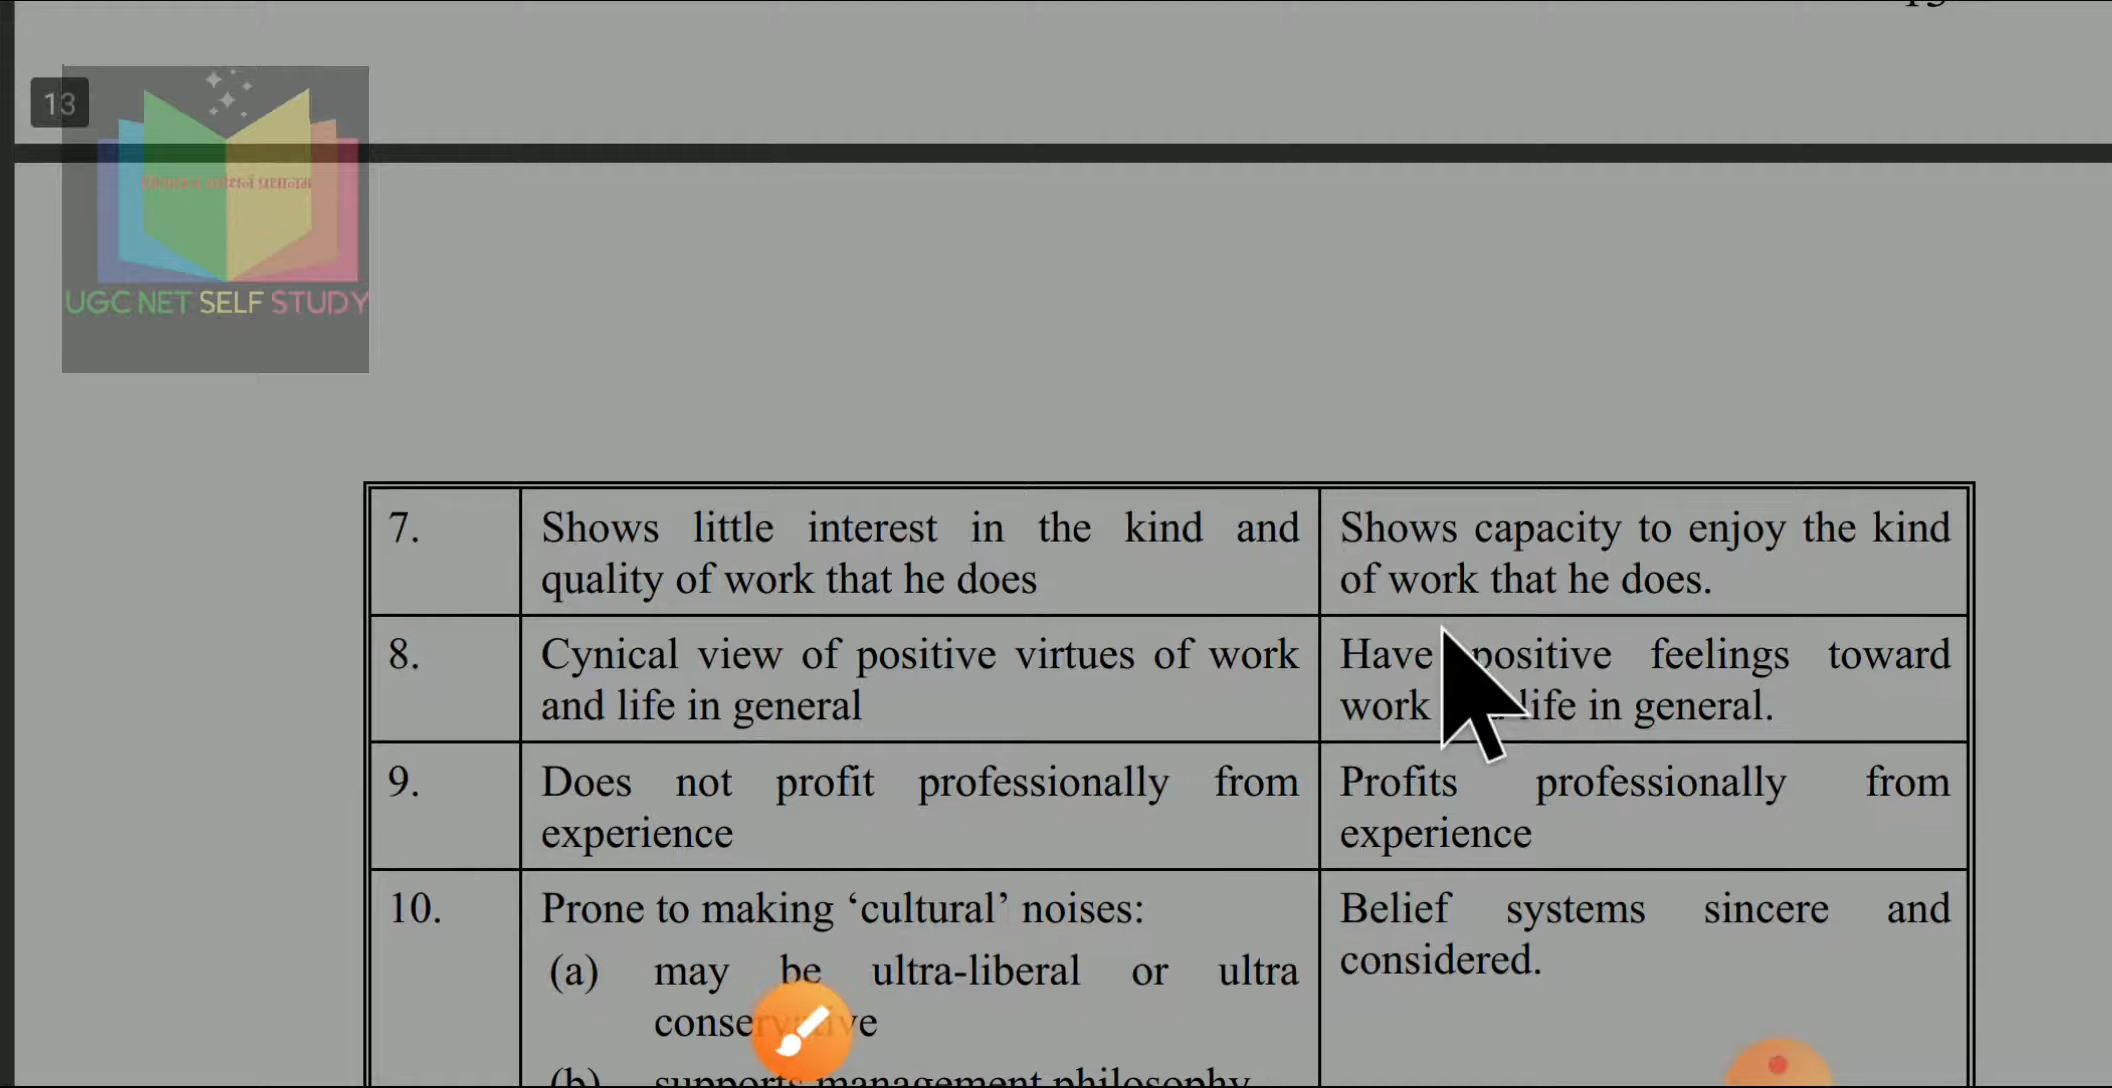 13
UGC NET SELF STUDY
7.
Shows little interest in the kind and
quality of work that he does
Shows capacity to enjoy the kind
of work that he does.
8.
Cynical view of positive virtues of work
and life in general
Have positive feelings toward
work life in general.
9.
Does not profit professionally from
experience
Profits professionally from
experience
10.
Prone to making ‘cultural’ noises:
(a) may be ultra-liberal or ultra
conservative
(b) supports management philosophy
Belief systems sincere and
considered.